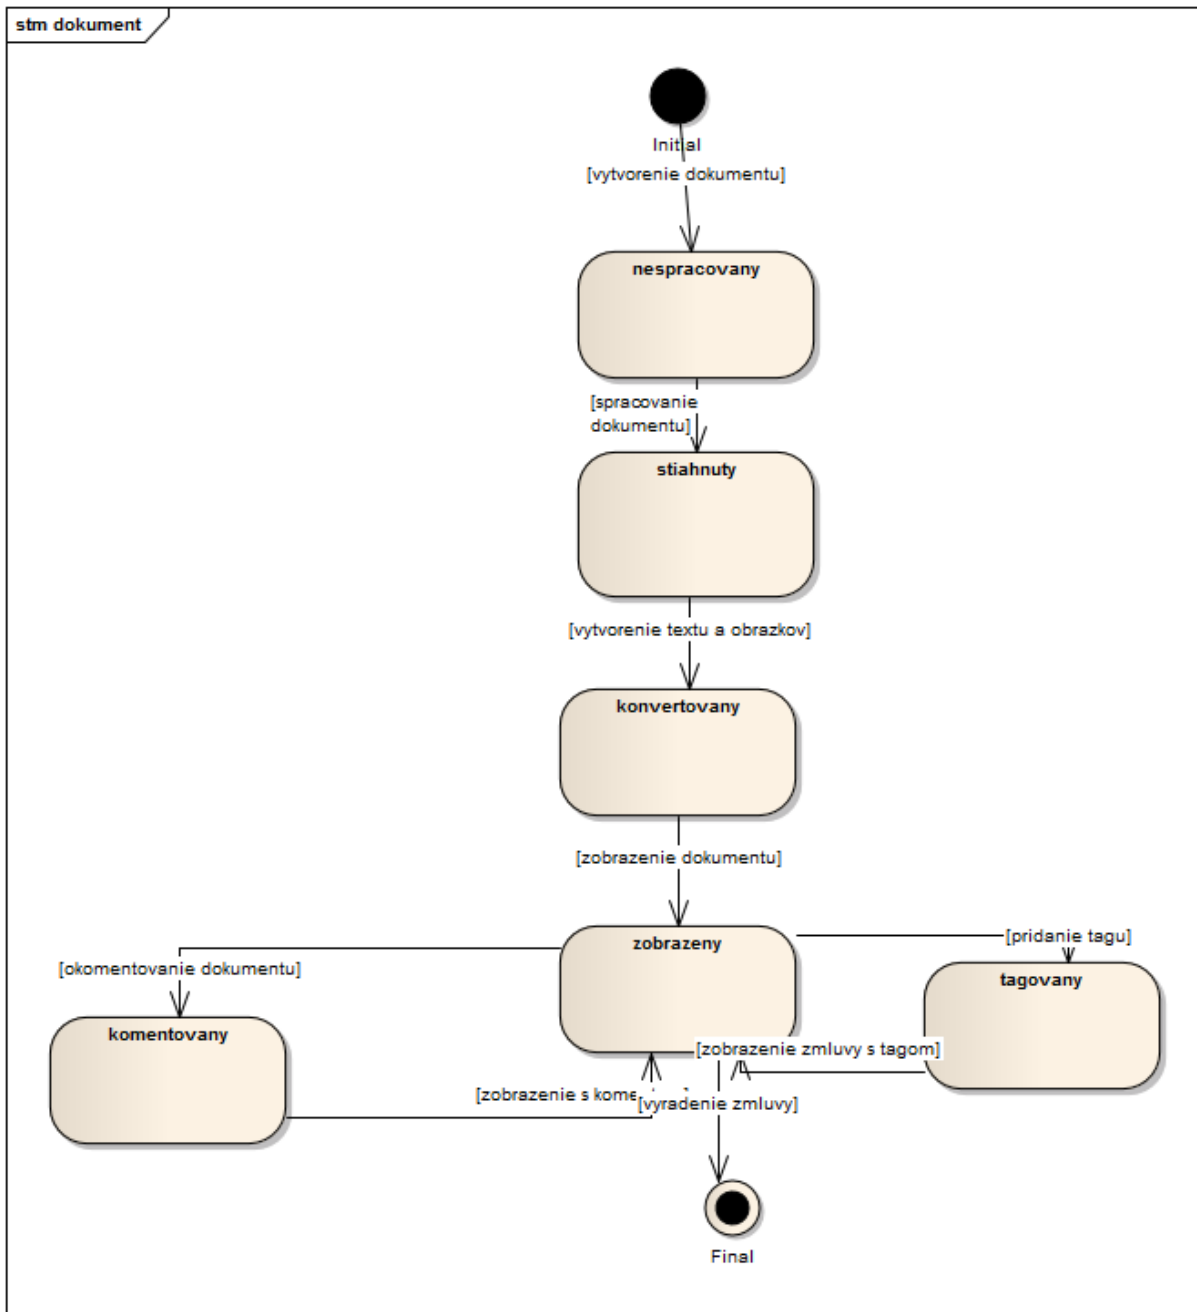 stm dokument
Initial
[vytvorenie dokumentu]
nespracovany
[spracovanie
dokumentu]
stiahnuty
[vytvorenie textu a obrazkov]
konvertovany
[zobrazenie dokumentu]
zobrazeny
[pridanie tagu]
[okomentovanie dokumentu]
tagovany
komentovany
[zobrazenie zmluvy s tagom]
[zobrazenie s
[vyradenie zmluvy]
Final